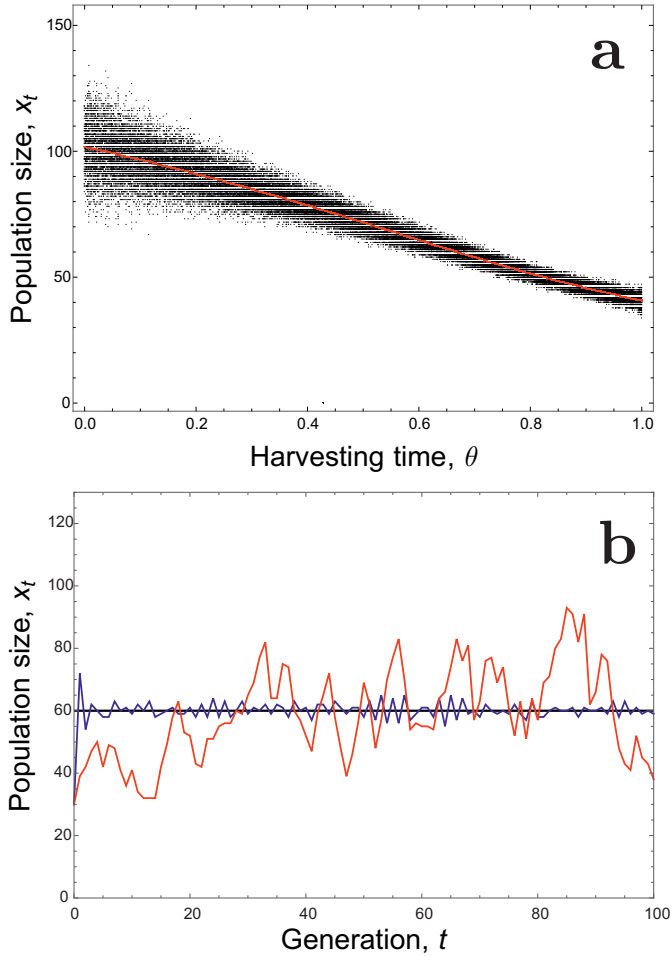 a
150
100
50
0
Population size, x_t
0.0 0.2 0.4 0.6 0.8 1.0
Harvesting time, θ
b
120
100
80
60
40
20
0
Population size, x_t
0 20 40 60 80 100
Generation, t